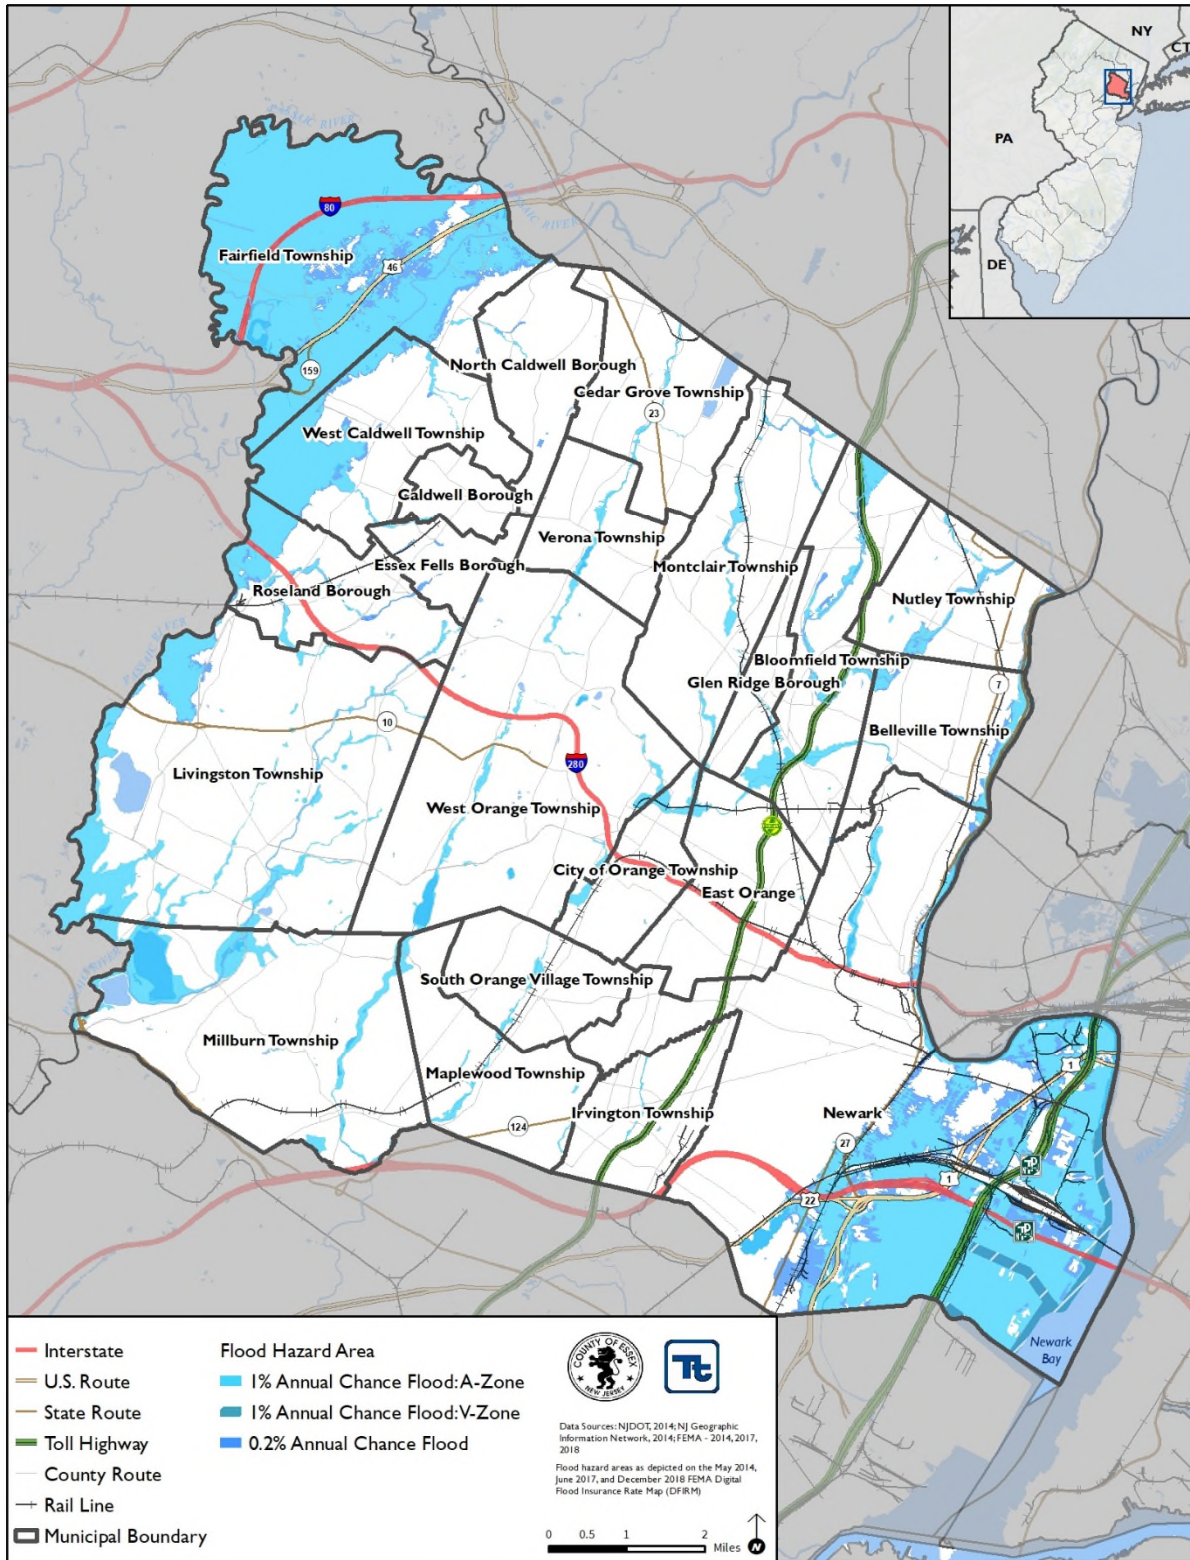 NY
CT
PA
DE
PASSAIC RIVER
80
Fairfield Township
46
159
North Caldwell Borough
Cedar Grove Township
23
West Caldwell Township
Caldwell Borough
Verona Township
Essex Fells Borough
Montclair Township
Roseland Borough
Nutley Township
PASSAIC RIVER
Bloomfield Township
Glen Ridge Borough
7
10
Belleville Township
280
Livingston Township
West Orange Township
City of Orange Township
East Orange
South Orange Village Township
Millburn Township
Maplewood Township
1
Irvington Township
Newark
124
27
1
22
Newark
Bay
Interstate
U.S. Route
State Route
Toll Highway
County Route
Rail Line
Municipal Boundary
Flood Hazard Area
1% Annual Chance Flood: A-Zone
1% Annual Chance Flood: V-Zone
0.2% Annual Chance Flood
COUNTY OF ESSEX
NEW JERSEY
Tt
Data Sources: NJDOT, 2014; NJ Geographic
Information Network, 2014; FEMA - 2014, 2017,
2018
Flood hazard areas as depicted on the May 2014,
June 2017, and December 2018 FEMA Digital
Flood Insurance Rate Map (DFIRM)
0 0.5 1 2
Miles
N